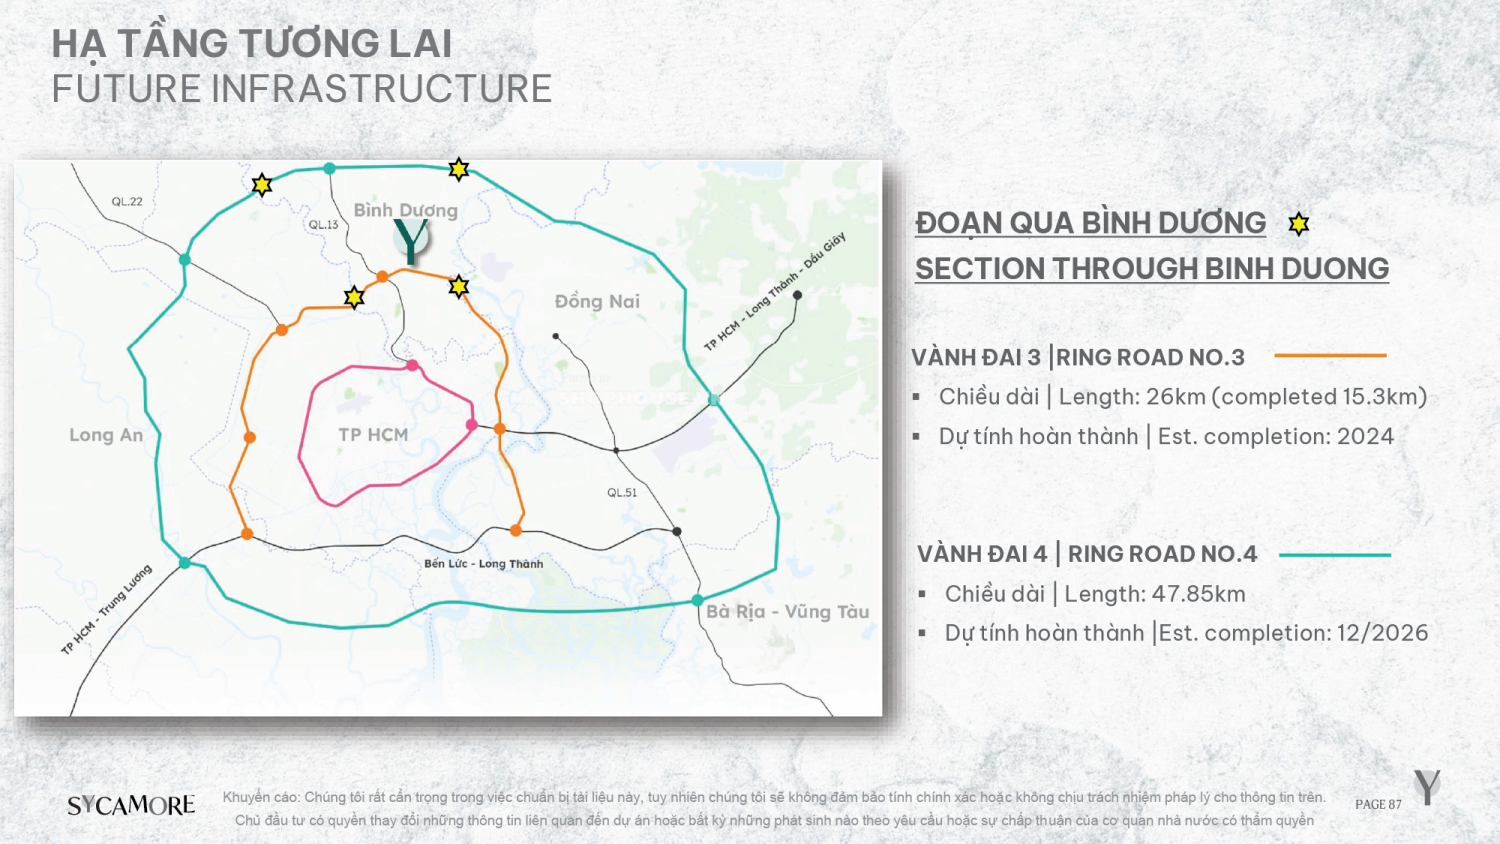 HẠ TẦNG TƯƠNG LAI
FUTURE INFRASTRUCTURE
QL.22
QL.13
Bình Dương
Y
Đồng Nai
TP HCM - Long Thành - Dầu Giây
Long An
TP HCM
QL.51
Bến Lức - Long Thành
TP HCM - Trung Lương
Bà Rịa - Vũng Tàu
ĐOẠN QUA BÌNH DƯƠNG
SECTION THROUGH BINH DUONG
VÀNH ĐAI 3 |RING ROAD NO.3
▪ Chiều dài | Length: 26km (completed 15.3km)
▪ Dự tính hoàn thành | Est. completion: 2024
VÀNH ĐAI 4 | RING ROAD NO.4
▪ Chiều dài | Length: 47.85km
▪ Dự tính hoàn thành |Est. completion: 12/2026
SYCAMORE
Khuyến cáo: Chúng tôi rất cẩn trọng trong việc chuẩn bị tài liệu này, tuy nhiên chúng tôi sẽ không đảm bảo tính chính xác hoặc không chịu trách nhiệm pháp lý cho thông tin trên.
Chủ đầu tư có quyền thay đổi những thông tin liên quan đến dự án hoặc bất kỳ những phát sinh nào theo yêu cầu hoặc sự chấp thuận của cơ quan nhà nước có thẩm quyền
PAGE 87
Y